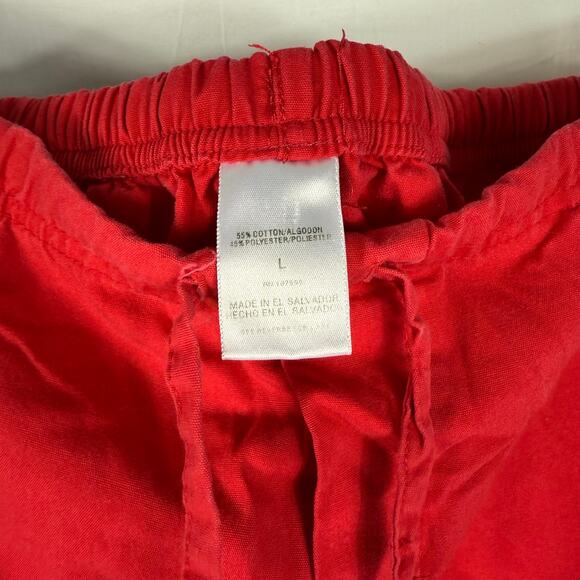 55% COTTON/ALGODON
45% POLYESTER/POLIESTER
L
MADE IN EL SALVADOR
HECHO EN EL SALVADOR